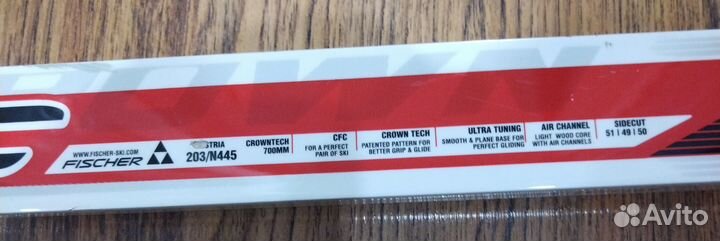 CROWN
WWW.FISCHER-SKI.COM
FISCHER
STRIA
203/N445
CROWNTECH
700MM
CFC
FOR A PERFECT
PAIR OF SKI
CROWN TECH
PATENTED PATTERN FOR
BETTER GRIP & GLIDE
ULTRA TUNING
SMOOTH & PLANE BASE FOR
PERFECT GLIDING
AIR CHANNEL
LIGHT WOOD CORE
WITH AIR CHANNELS
SIDECUT
51 | 49 | 50
Avito